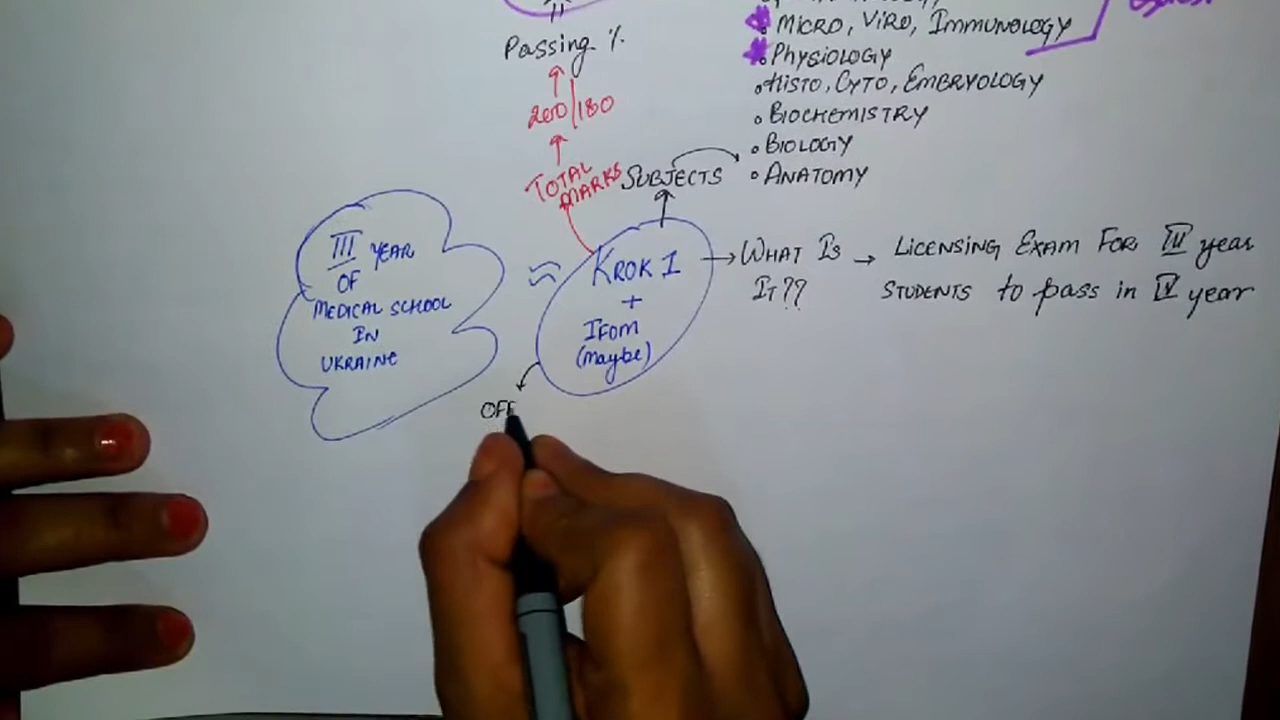 Passing %
200/180
TOTAL
MARKS
SUBJECTS
• MICRO, VIRO, IMMUNOLOGY
• PHYSIOLOGY
• HISTO, CYTO, EMBRYOLOGY
• BIOCHEMISTRY
• BIOLOGY
• ANATOMY
III YEAR
OF
MEDICAL SCHOOL
IN
UKRAINE
≈
KROK 1
+
IFOM
(maybe)
WHAT IS
IT??
LICENSING EXAM FOR III year
STUDENTS to pass in IV year
OFF